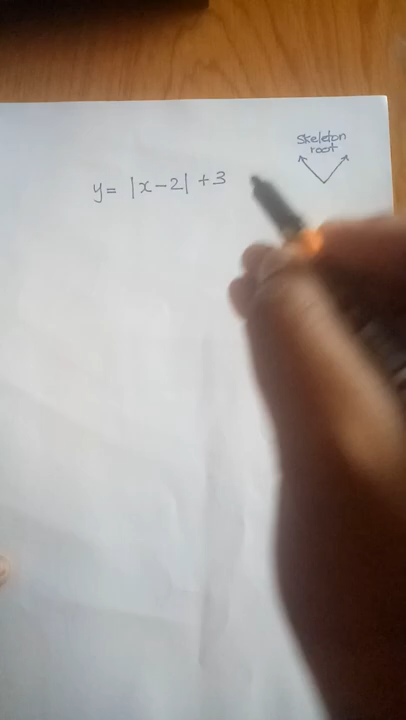 Skeleton
root
y = |x - 2| + 3